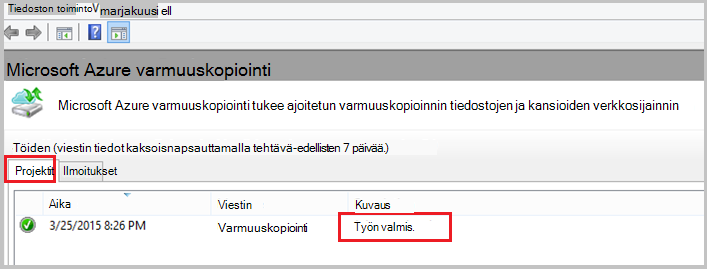 Tiedoston toimintoV marjakuusi ell
Microsoft Azure varmuuskopiointi
Microsoft Azure varmuuskopiointi tukee ajoitetun varmuuskopioinnin tiedostojen ja kansioiden verkkosijainnin
Töiden (viestin tiedot kaksoisnapsauttamalla tehtävä-edellisten 7 päivää.)
Projektit Ilmoitukset
Aika Viestin Kuvaus
3/25/2015 8:26 PM Varmuuskopiointi Työn valmis.